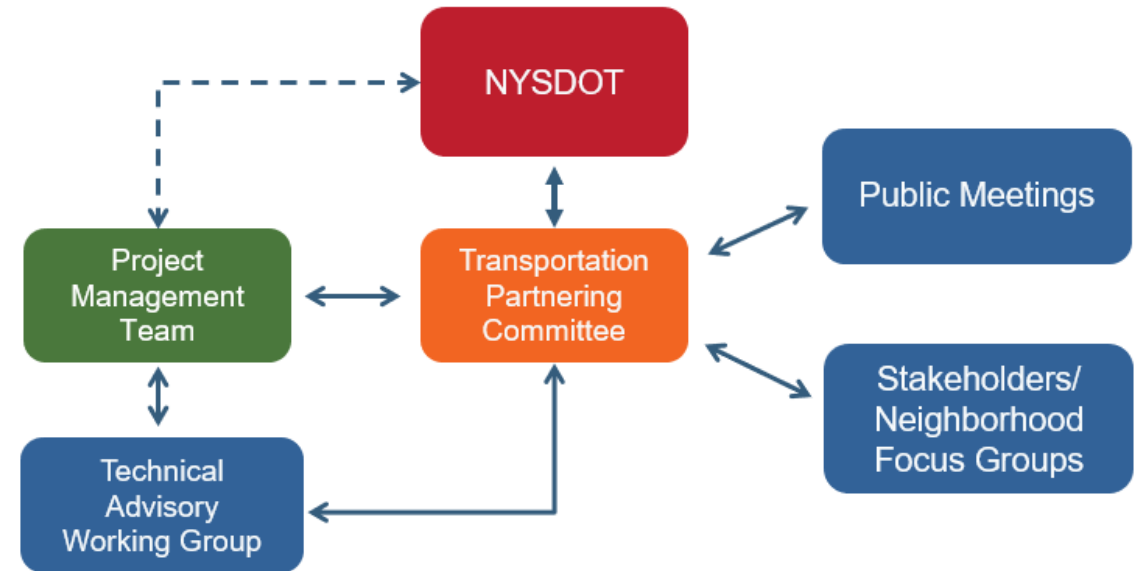 NYSDOT
Public Meetings
Project
Management
Team
Transportation
Partnering
Committee
Stakeholders/
Neighborhood
Focus Groups
Technical
Advisory
Working Group